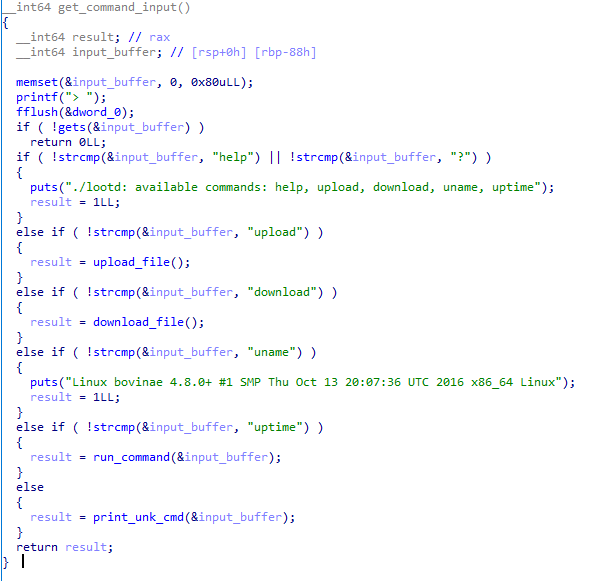 __int64 get_command_input()
{
  __int64 result; // rax
  __int64 input_buffer; // [rsp+0h] [rbp-88h]

  memset(&input_buffer, 0, 0x80uLL);
  printf("> ");
  fflush(&dword_0);
  if ( !gets(&input_buffer) )
    return 0LL;
  if ( !strcmp(&input_buffer, "help") || !strcmp(&input_buffer, "?") )
  {
    puts("./lootd: available commands: help, upload, download, uname, uptime");
    result = 1LL;
  }
  else if ( !strcmp(&input_buffer, "upload") )
  {
    result = upload_file();
  }
  else if ( !strcmp(&input_buffer, "download") )
  {
    result = download_file();
  }
  else if ( !strcmp(&input_buffer, "uname") )
  {
    puts("Linux bovinae 4.8.0+ #1 SMP Thu Oct 13 20:07:36 UTC 2016 x86_64 Linux");
    result = 1LL;
  }
  else if ( !strcmp(&input_buffer, "uptime") )
  {
    result = run_command(&input_buffer);
  }
  else
  {
    result = print_unk_cmd(&input_buffer);
  }
  return result;
}